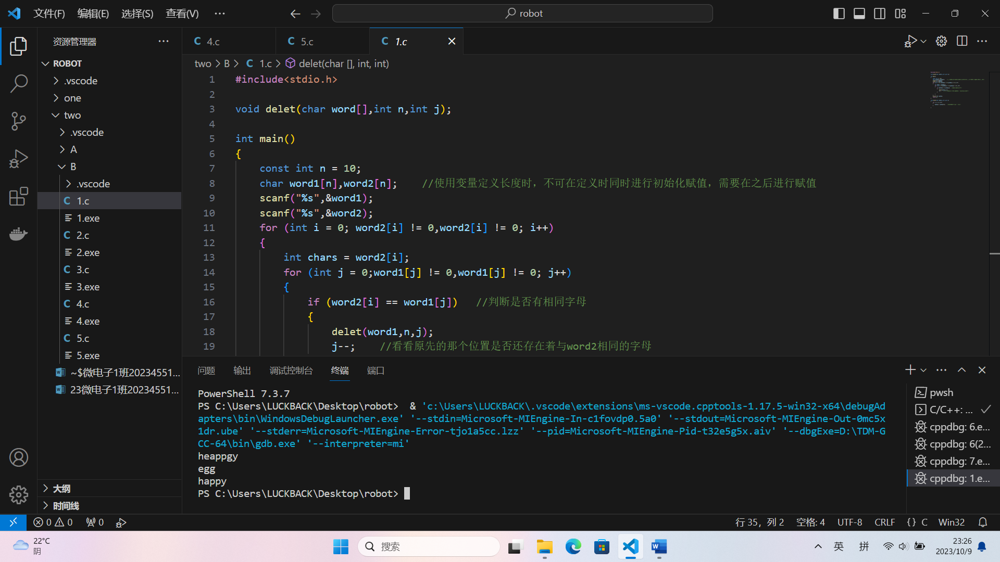 文件(F) 编辑(E) 选择(S) 查看(V) ··· robot
资源管理器 ···
ROBOT
.vscode
one
two
.vscode
A
B
.vscode
C 1.c
1.exe
C 2.c
2.exe
C 3.c
3.exe
C 4.c
4.exe
C 5.c
5.exe
~$微电子1班20234551...
23微电子1班20234551...
大纲
时间线
C 4.c C 5.c C 1.c
two > B > C 1.c > delet(char [], int, int)
1 #include<stdio.h>
2
3 void delet(char word[],int n,int j);
4
5 int main()
6 {
7 const int n = 10;
8 char word1[n],word2[n]; //使用变量定义长度时，不可在定义时同时进行初始化赋值，需要在之后进行赋值
9 scanf("%s",&word1);
10 scanf("%s",&word2);
11 for (int i = 0; word2[i] != 0,word2[i] != 0; i++)
12 {
13 int chars = word2[i];
14 for (int j = 0;word1[j] != 0,word1[j] != 0; j++)
15 {
16 if (word2[i] == word1[j]) //判断是否有相同字母
17 {
18 delet(word1,n,j);
19 j--; //看看原先的那个位置是否还存在着与word2相同的字母
问题 输出 调试控制台 终端 端口
PowerShell 7.3.7
PS C:\Users\LUCKBACK\Desktop\robot>  & 'c:\Users\LUCKBACK\.vscode\extensions\ms-vscode.cpptools-1.17.5-win32-x64\debugAd
apters\bin\WindowsDebugLauncher.exe' '--stdin=Microsoft-MIEngine-In-c1fovdp0.5a0' '--stdout=Microsoft-MIEngine-Out-0mc5x
1dr.ube' '--stderr=Microsoft-MIEngine-Error-tjo1a5cc.lzz' '--pid=Microsoft-MIEngine-Pid-t32e5g5x.aiv' '--dbgExe=D:\TDM-G
CC-64\bin\gdb.exe' '--interpreter=mi'
heappgy
egg
happy
PS C:\Users\LUCKBACK\Desktop\robot>
pwsh
C/C++: ...
cppdbg: 6.e...
cppdbg: 6(2...
cppdbg: 7.e...
cppdbg: 1.e...
0 0 0 行 35，列 2 空格: 4 UTF-8 CRLF {} C Win32
22°C
阴
搜索
W
英 拼
23:26
2023/10/9